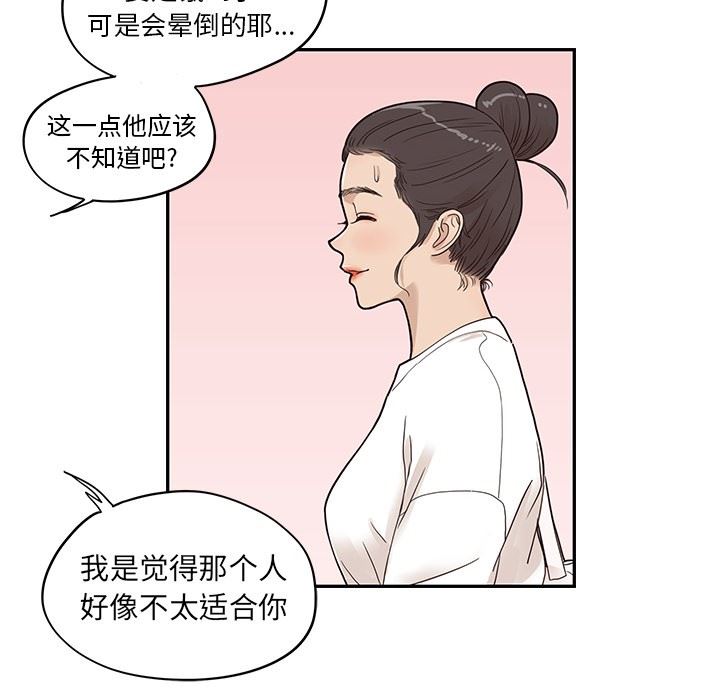 可是会晕倒的耶...
这一点他应该
不知道吧?
我是觉得那个人
好像不太适合你